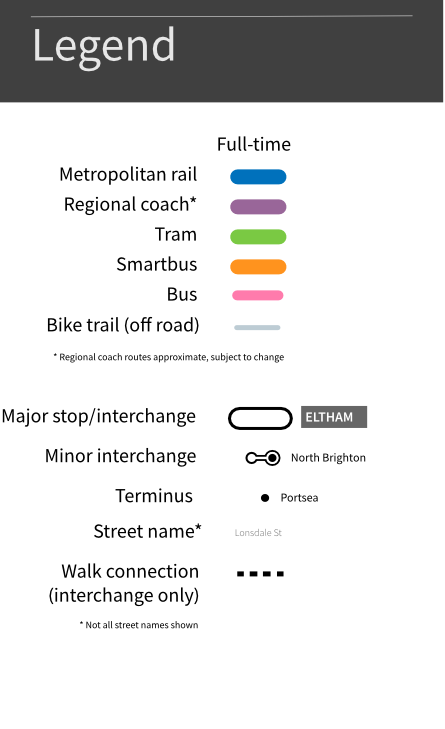 Legend
Full-time
Metropolitan rail
Regional coach*
Tram
Smartbus
Bus
Bike trail (off road)
* Regional coach routes approximate, subject to change
Major stop/interchange ELTHAM
Minor interchange North Brighton
Terminus Portsea
Street name* Lonsdale St
Walk connection
(interchange only)
* Not all street names shown